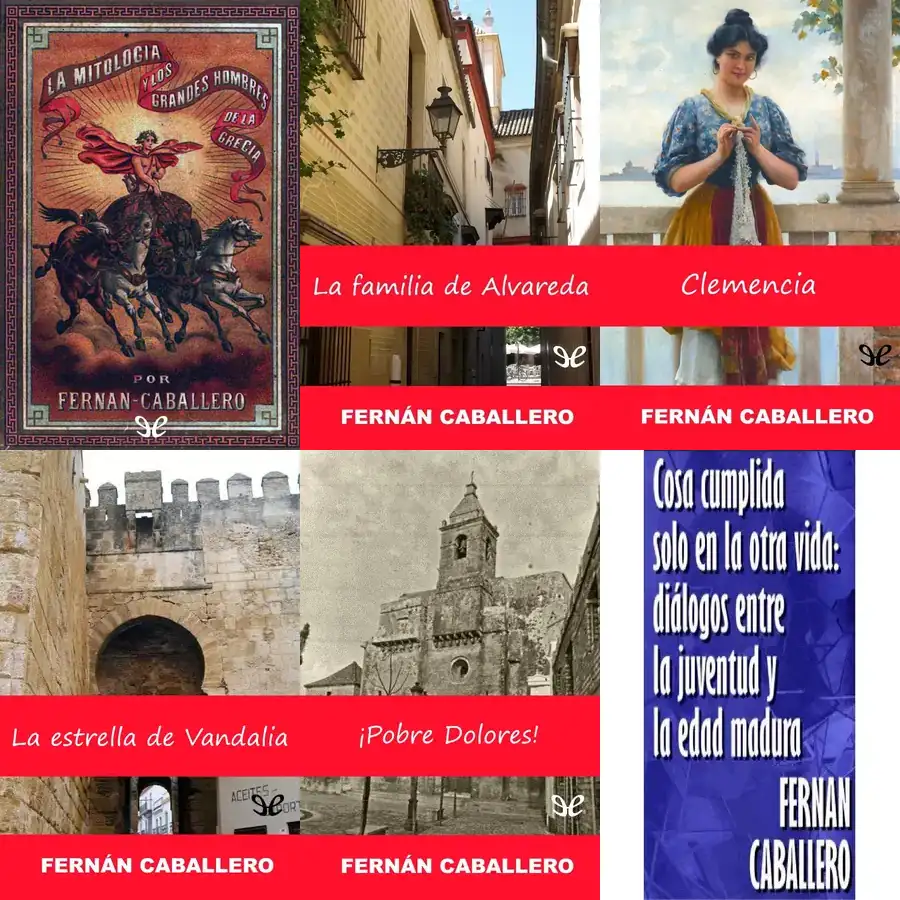 LA MITOLOGIA
Y LOS
GRANDES HOMBRES
DE LA
GRECIA
POR
FERNAN-CABALLERO
La familia de Alvareda
FERNÁN CABALLERO
Clemencia
FERNÁN CABALLERO
La estrella de Vandalia
ACEITES
FERNÁN CABALLERO
¡Pobre Dolores!
FERNÁN CABALLERO
Cosa cumplida
solo en la otra vida:
diálogos entre
la juventud y
la edad madura
FERNAN
CABALLERO